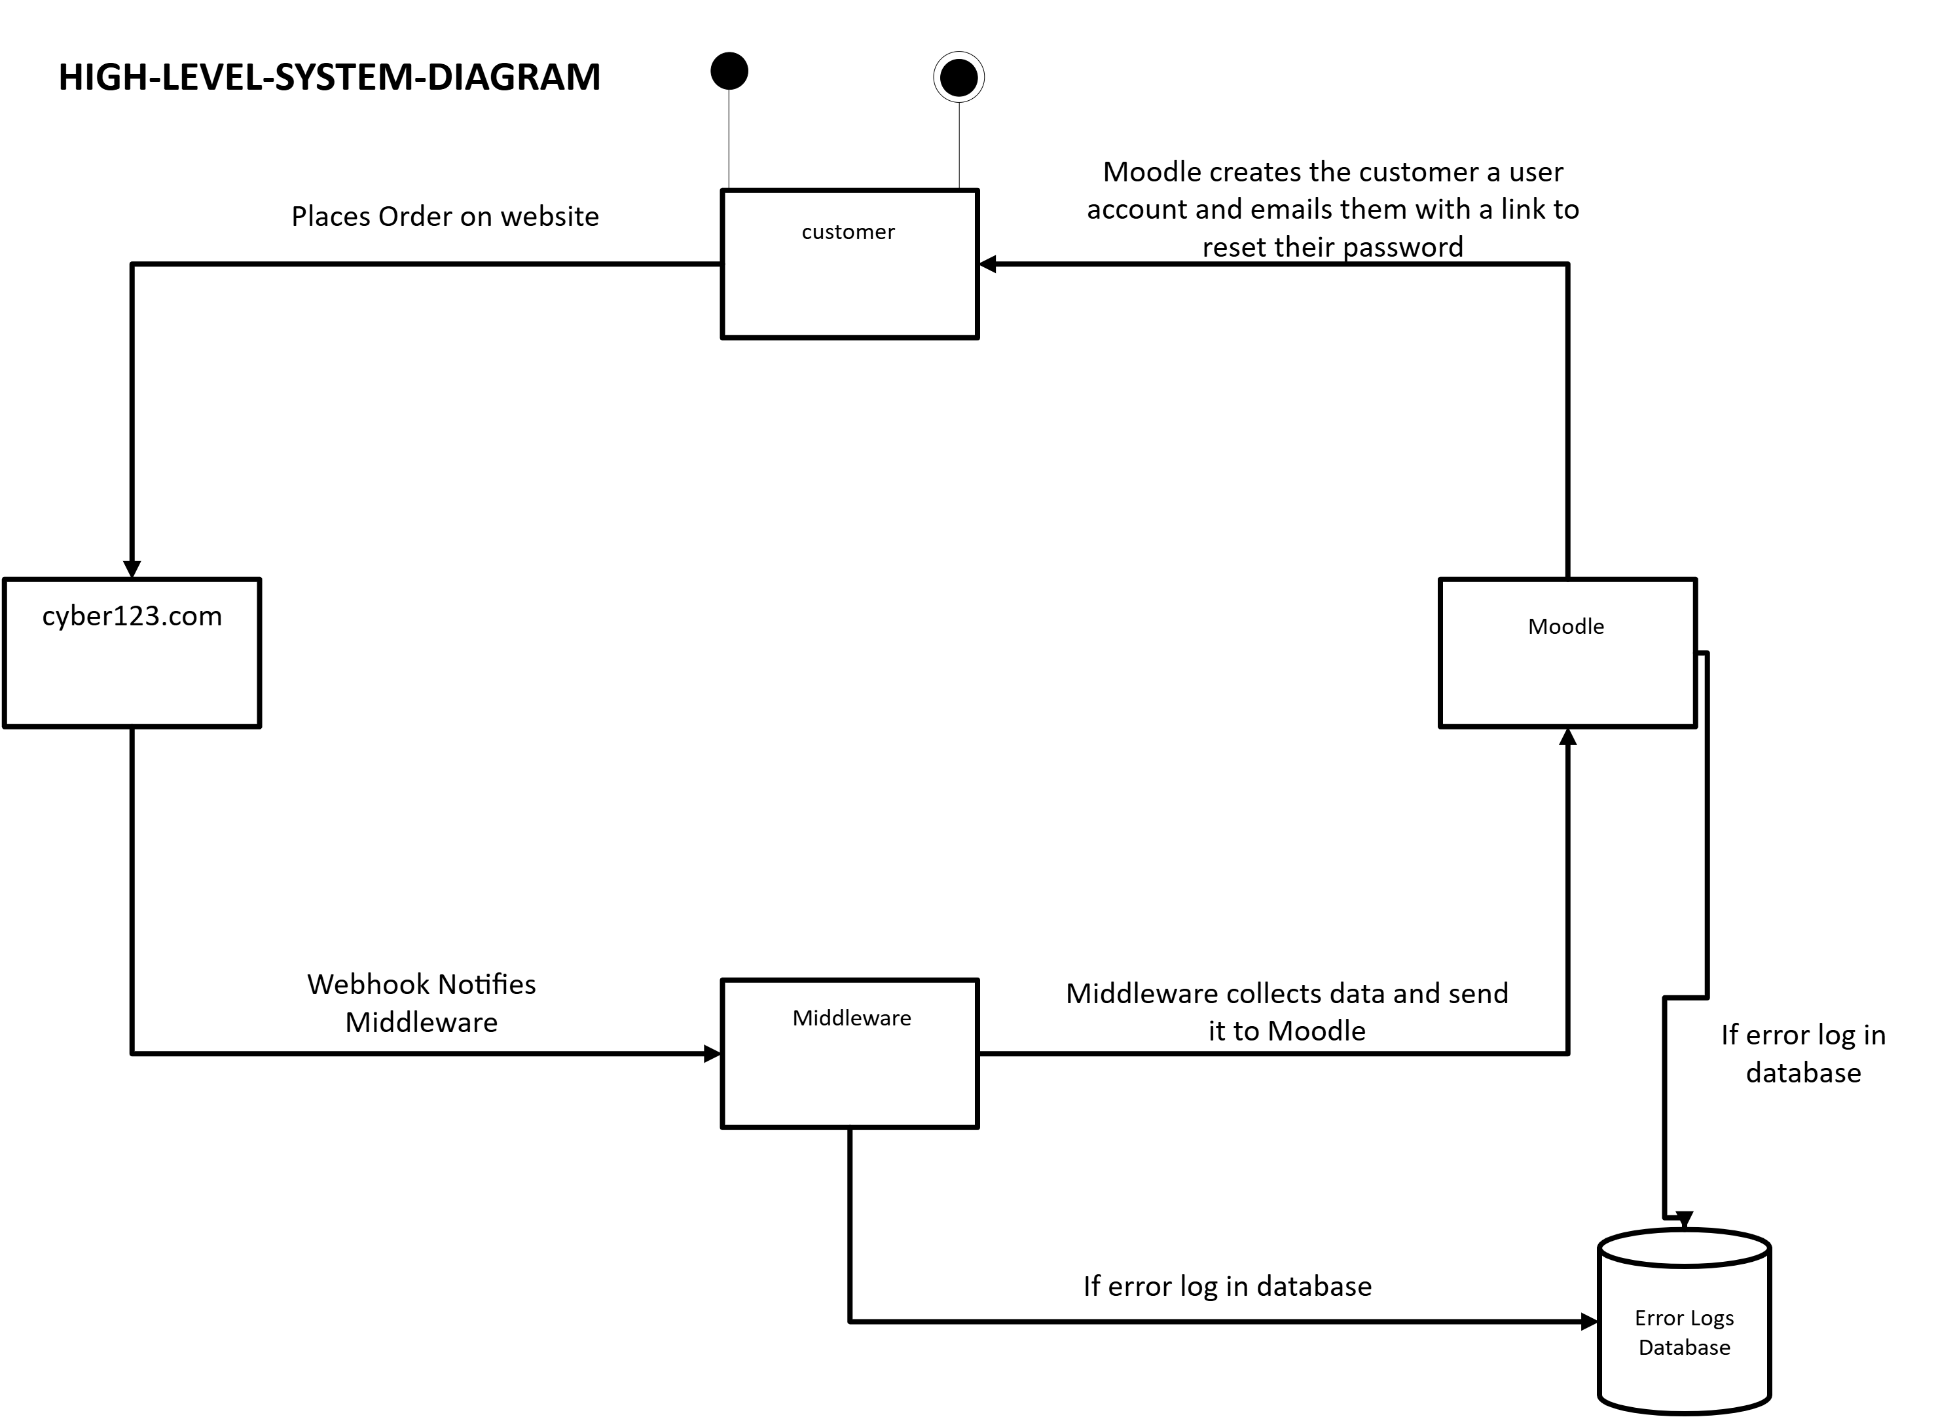 HIGH-LEVEL-SYSTEM-DIAGRAM
Places Order on website
customer
Moodle creates the customer a user
account and emails them with a link to
reset their password
cyber123.com
Moodle
Webhook Notifies
Middleware
Middleware
Middleware collects data and send
it to Moodle
If error log in
database
If error log in database
Error Logs
Database